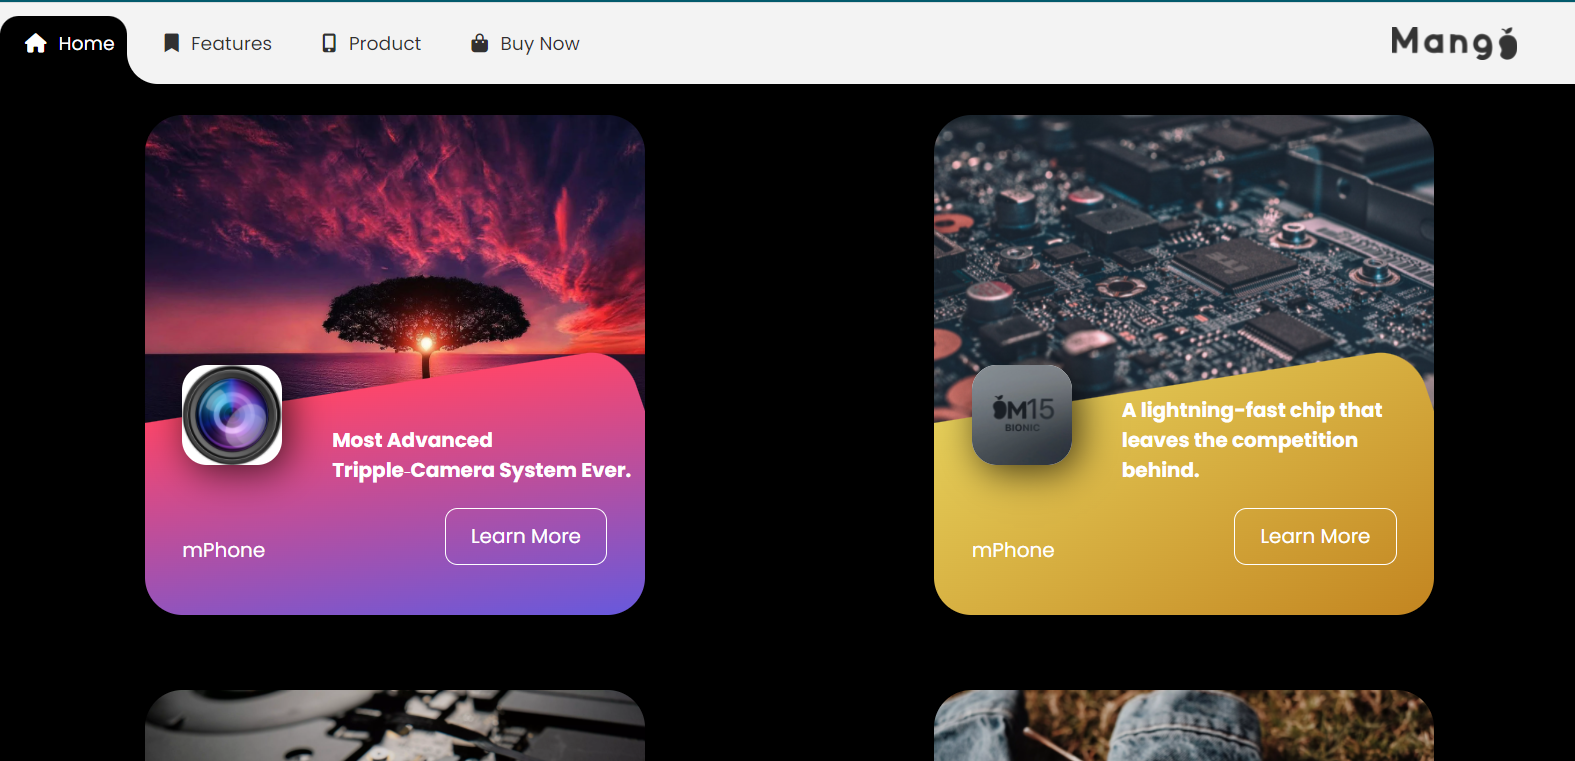 Home
Features
Product
Buy Now
Mang
Most Advanced
Tripple-Camera System Ever.
mPhone
Learn More
M15
BIONIC
A lightning-fast chip that
leaves the competition
behind.
mPhone
Learn More